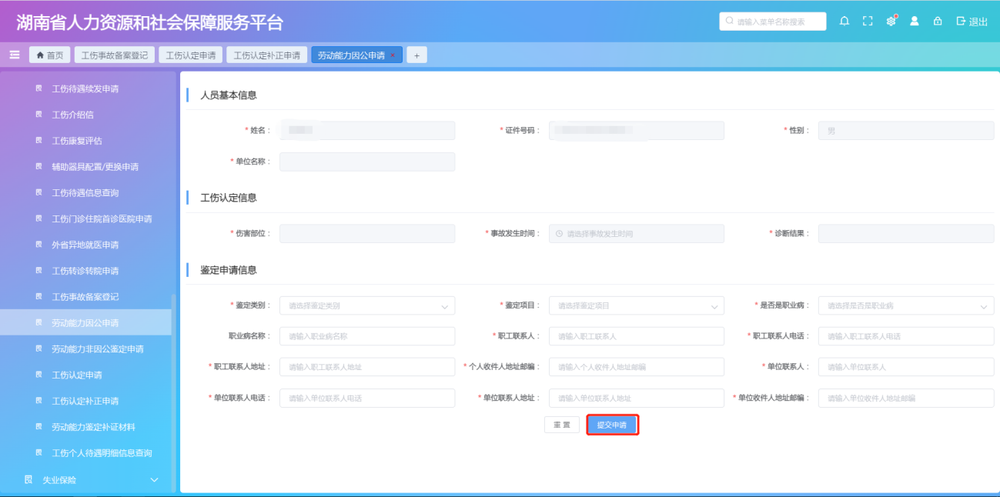 湖南省人力资源和社会保障服务平台
请输入菜单名称搜索
退出
首页
工伤事故备案登记
工伤认定申请
工伤认定补正申请
劳动能力因公申请 ×
+
工伤待遇续发申请
工伤介绍信
工伤康复评估
辅助器具配置/更换申请
工伤待遇信息查询
工伤门诊住院首诊医院申请
外省异地就医申请
工伤转诊转院申请
工伤事故备案登记
劳动能力因公申请
劳动能力非因公鉴定申请
工伤认定申请
工伤认定补正申请
劳动能力鉴定补证材料
工伤个人待遇明细信息查询
失业保险
人员基本信息
* 姓名：
* 证件号码：
* 性别： 男
* 单位名称：
工伤认定信息
* 伤害部位：
* 事故发生时间： 请选择事故发生时间
* 诊断结果：
鉴定申请信息
* 鉴定类别： 请选择鉴定类别
* 鉴定项目： 请选择鉴定项目
* 是否是职业病： 请选择是否是职业病
职业病名称： 请输入职业病名称
* 职工联系人： 请输入职工联系人
* 职工联系人电话： 请输入职工联系人电话
* 职工联系人地址： 请输入职工联系人地址
* 个人收件人地址邮编： 请输入个人收件人地址邮编
* 单位联系人： 请输入单位联系人
* 单位联系人电话： 请输入单位联系人电话
* 单位联系人地址： 请输入单位联系人地址
* 单位收件人地址邮编： 请输入单位收件人地址邮编
重置
提交申请